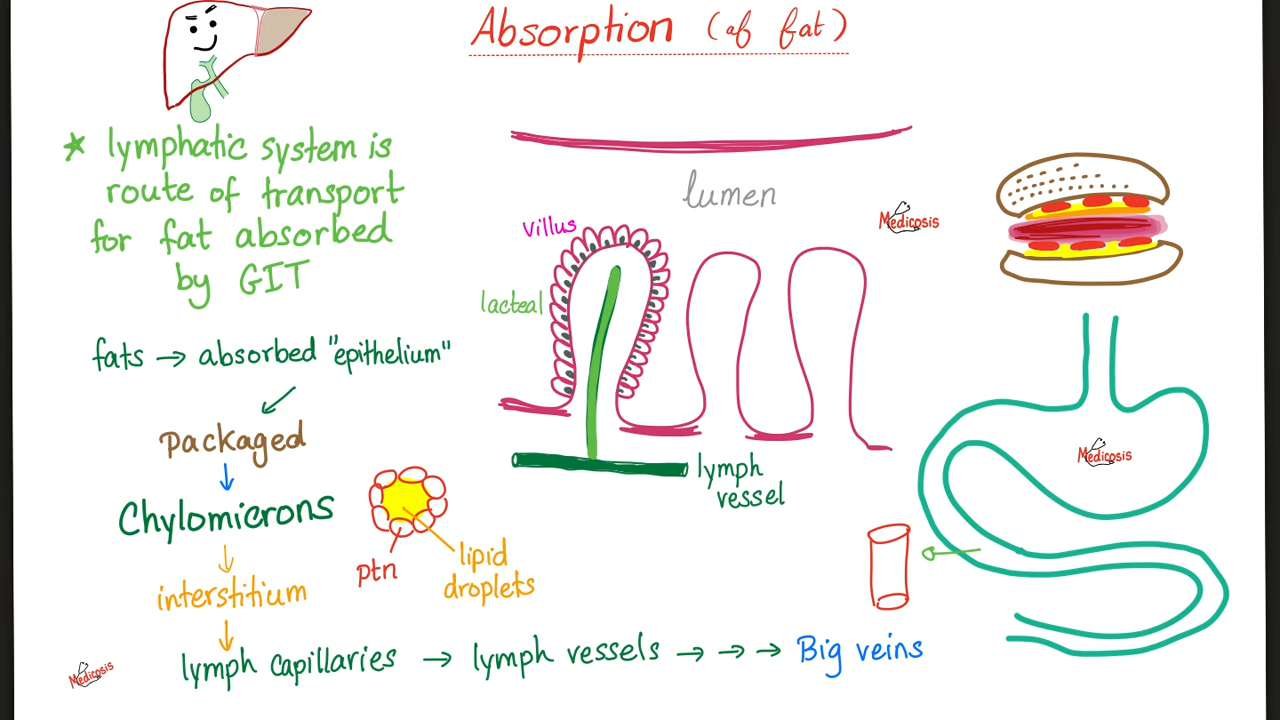 Absorption (of fat)
* lymphatic system is
route of transport
for fat absorbed
by GIT
fats → absorbed "epithelium"
Packaged
Chylomicrons
ptn
lipid
droplets
interstitium
lymph capillaries → lymph vessels → → → Big veins
lumen
villus
lacteal
lymph
vessel
Medicosis
Medicosis
Medicosis